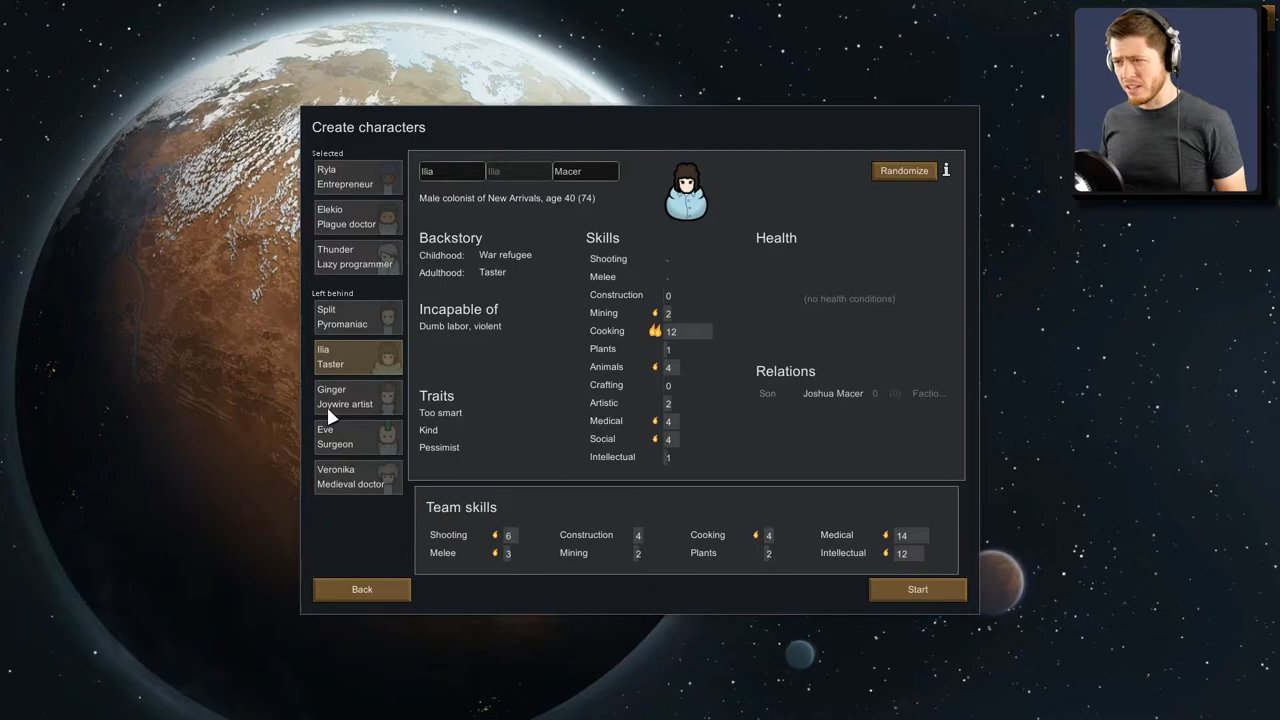 Create characters
Selected
Ryla
Entrepreneur
Elekio
Plague doctor
Thunder
Lazy programmer
Left behind
Split
Pyromaniac
Ilia
Taster
Ginger
Joywire artist
Eve
Surgeon
Veronika
Medieval doctor
Ilia Ilia Macer
Randomize
Male colonist of New Arrivals, age 40 (74)
Backstory
Childhood: War refugee
Adulthood: Taster
Incapable of
Dumb labor, violent
Traits
Too smart
Kind
Pessimist
Skills
Shooting -
Melee -
Construction 0
Mining 2
Cooking 12
Plants 1
Animals 4
Crafting 0
Artistic 2
Medical 4
Social 4
Intellectual 1
Health
(no health conditions)
Relations
Son Joshua Macer 0 (0) Factio...
Team skills
Shooting 6 Construction 4 Cooking 4 Medical 14
Melee 3 Mining 2 Plants 2 Intellectual 12
Back
Start